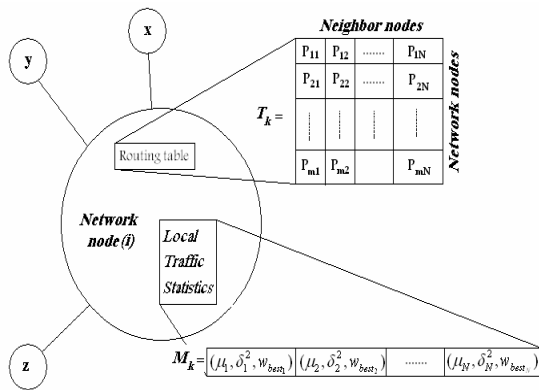 x
y
Neighbor nodes
P11 P12 ....... P1N
P21 P22 ....... P2N
Tk =
Pm1 Pm2 PmN
Network nodes
Routing table
Network
node (i)
Local
Traffic
Statistics
z
Mk = (μ1, δ1², wbest1) (μ2, δ2², wbest2) ....... (μN, δN², wbestN)